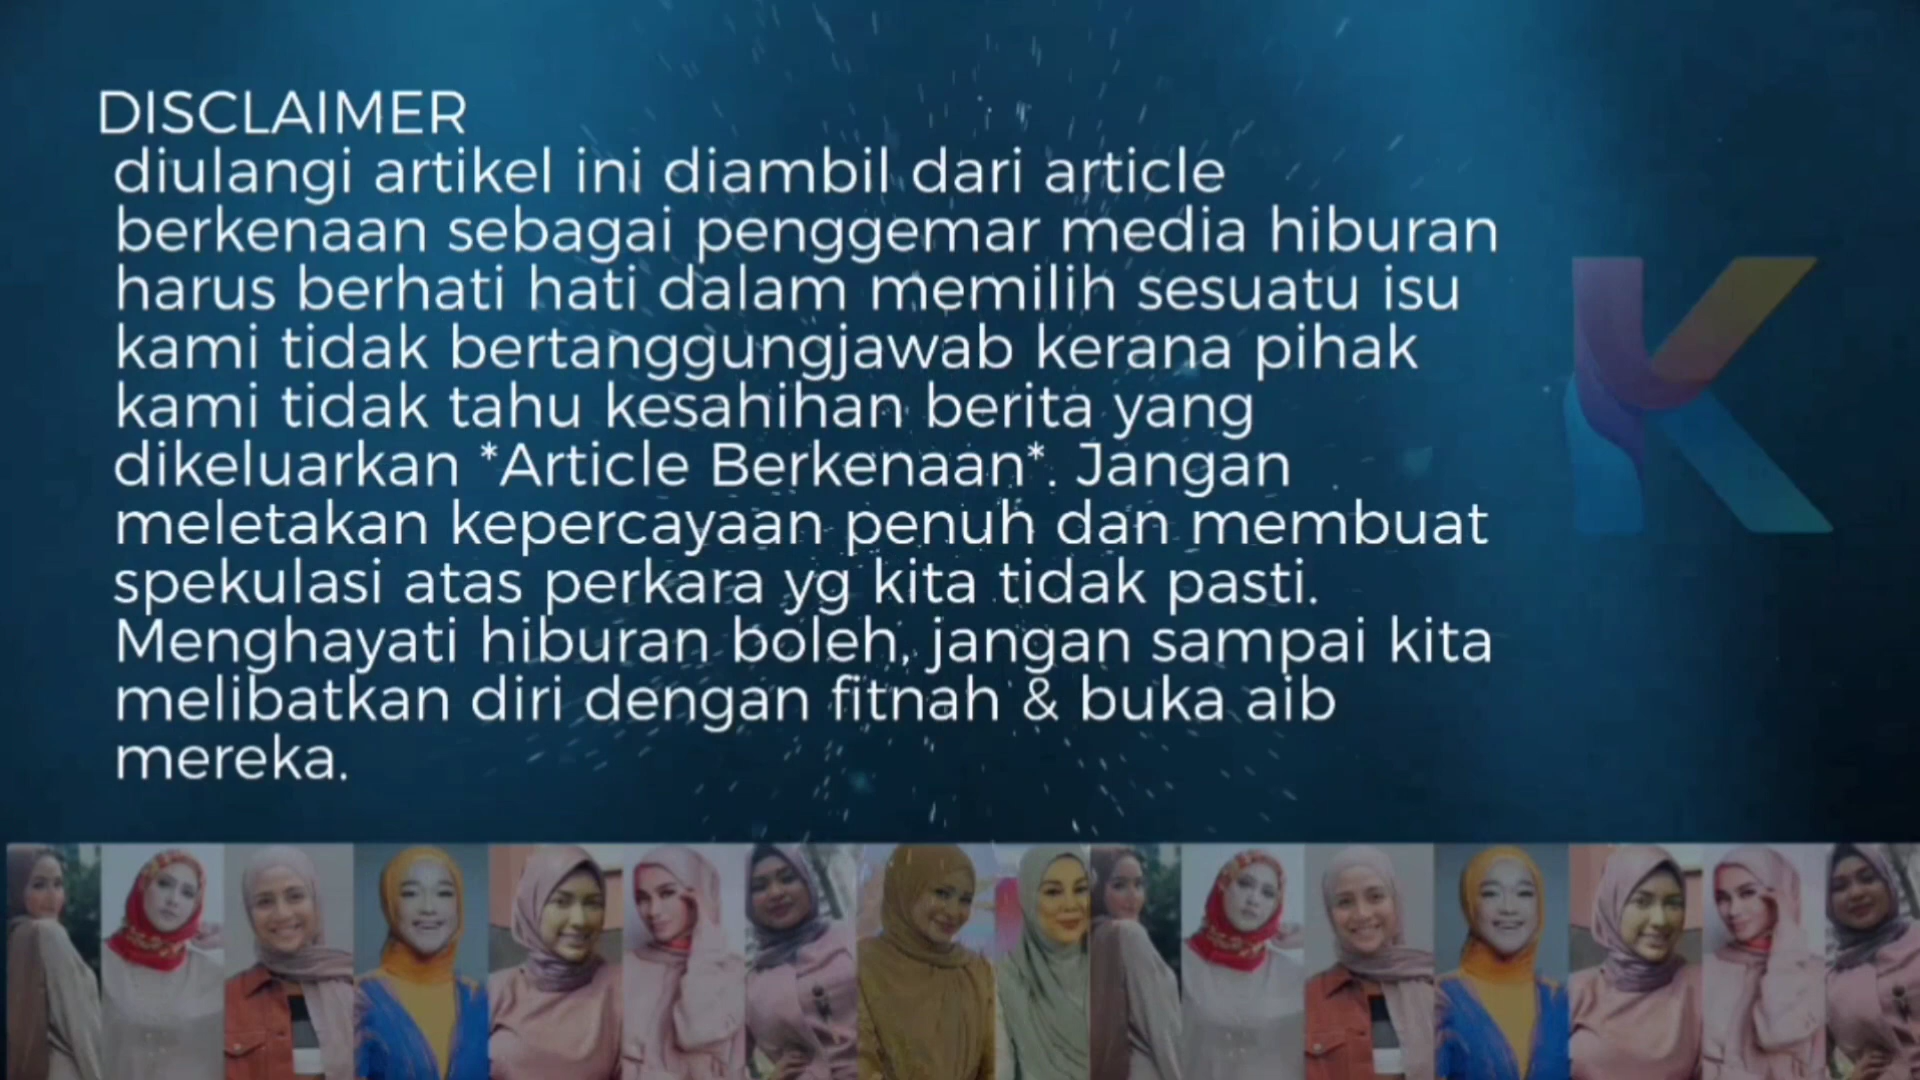 DISCLAIMER
diulangi artikel ini diambil dari article
berkenaan sebagai penggemar media hiburan
harus berhati hati dalam memilih sesuatu isu
kami tidak bertanggungjawab kerana pihak
kami tidak tahu kesahihan berita yang
dikeluarkan *Article Berkenaan*. Jangan
meletakan kepercayaan penuh dan membuat
spekulasi atas perkara yg kita tidak pasti.
Menghayati hiburan boleh, jangan sampai kita
melibatkan diri dengan fitnah & buka aib
mereka.
K